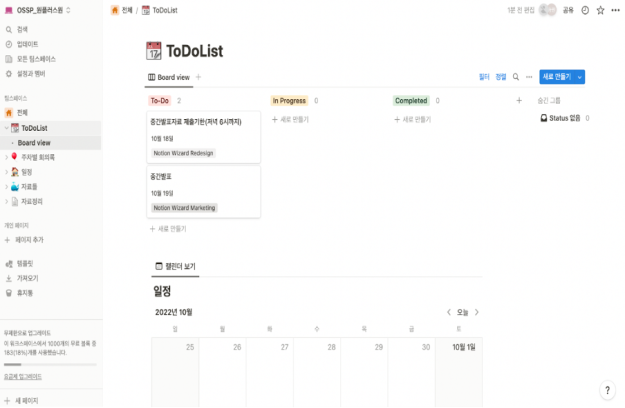 OSSP_원플러스원
검색
업데이트
모든 팀스페이스
설정과 멤버
팀스페이스
전체
ToDoList
Board view
주차별 회의록
일정
자료들
자료정리
개인 페이지
페이지 추가
템플릿
가져오기
휴지통
무제한으로 업그레이드
이 워크스페이스에서 1000개의 무료 블록 중
183(18%)개를 사용했습니다.
요금제 업그레이드
새 페이지
전체 / ToDoList
1분 전 편집
공유
ToDoList
Board view
필터 정렬
새로 만들기
To-Do 2
In Progress 0
Completed 0
숨긴 그룹
중간발표자료 제출기한(저녁 6시까지)
10월 18일
Notion Wizard Redesign
중간발표
10월 19일
Notion Wizard Marketing
새로 만들기
새로 만들기
새로 만들기
Status 없음 0
캘린더 보기
일정
2022년 10월
오늘
일 월 화 수 목 금 토
25 26 27 28 29 30 10월 1일
?